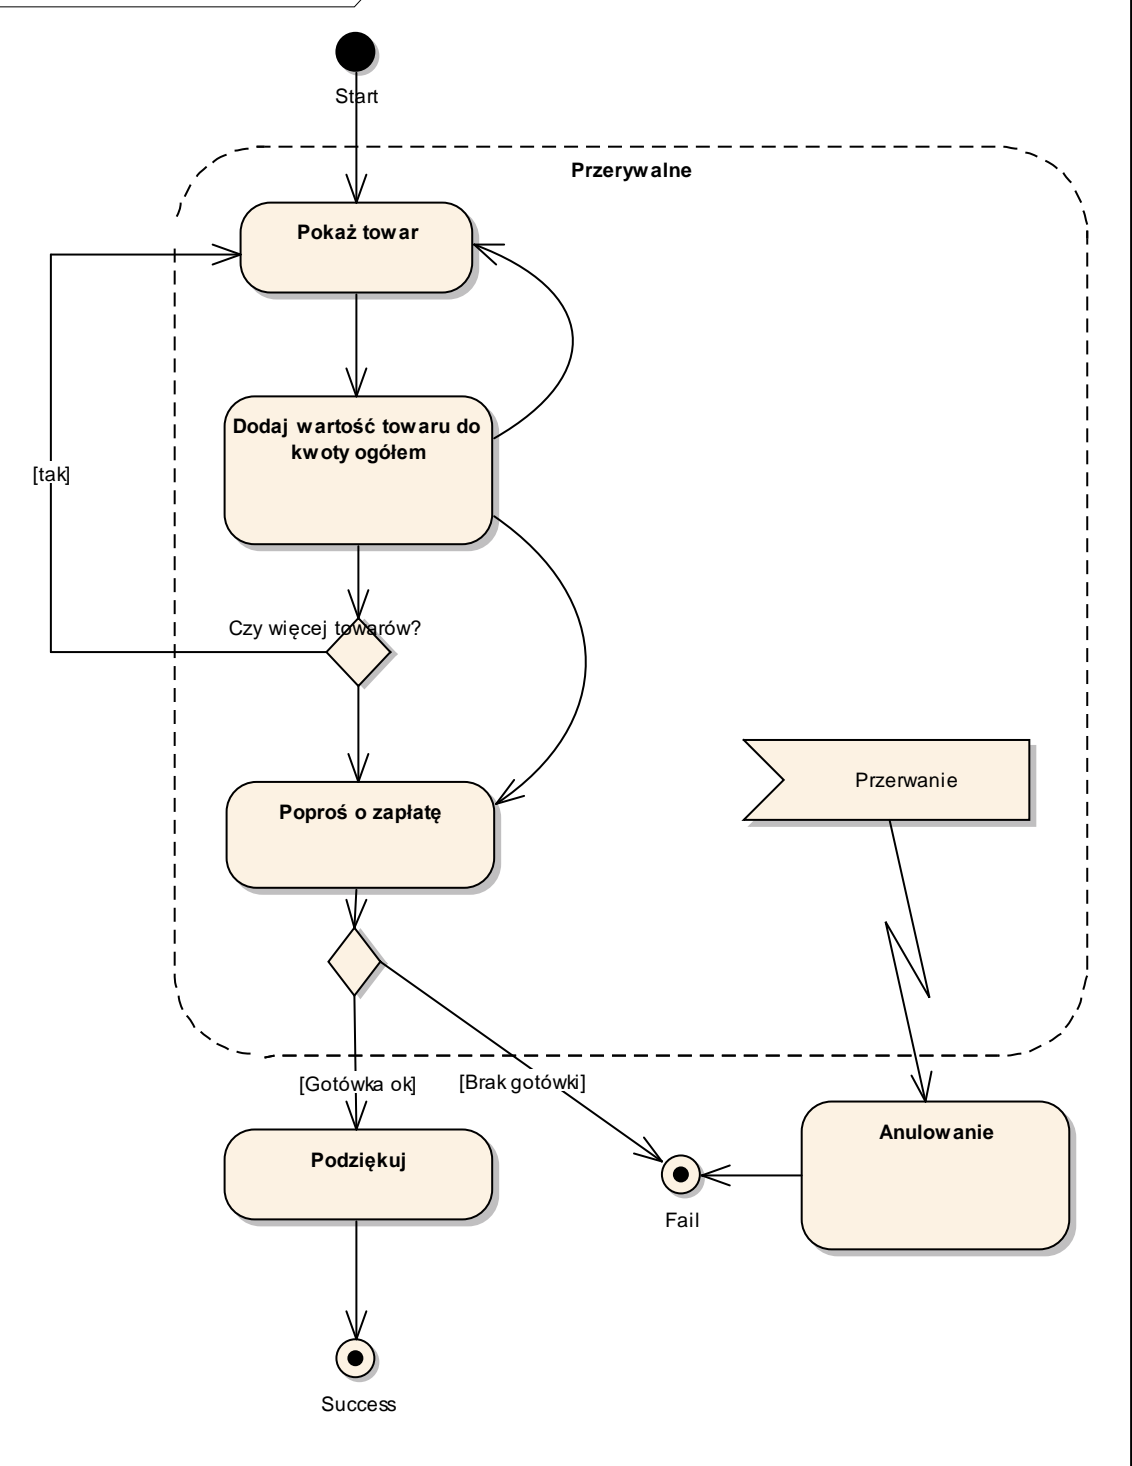 Start
Przerywalne
Pokaż towar
Dodaj wartość towaru do
kwoty ogółem
[tak]
Czy więcej towarów?
Poproś o zapłatę
Przerwanie
[Gotówka ok]
[Brak gotówki]
Anulowanie
Podziękuj
Fail
Success